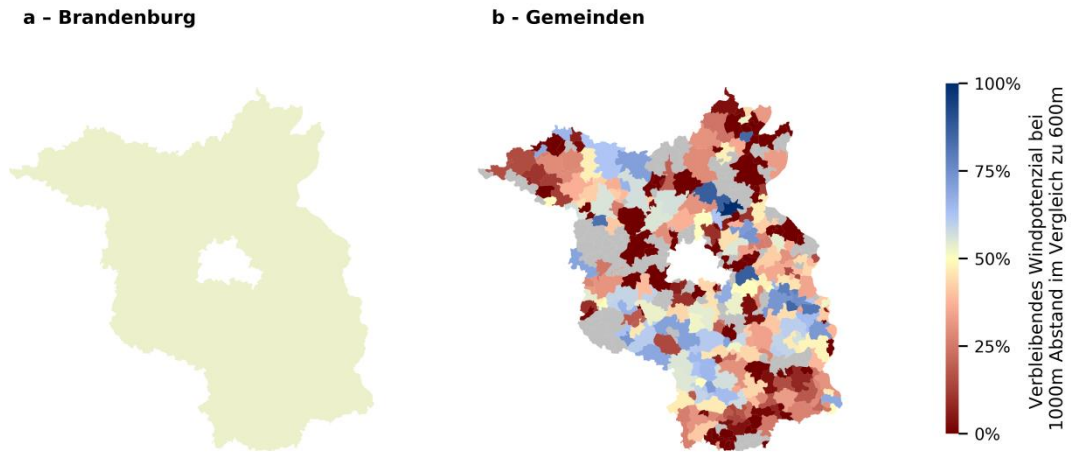 a – Brandenburg
b - Gemeinden
100%
75%
50%
25%
0%
Verbleibendes Windpotenzial bei
1000m Abstand im Vergleich zu 600m